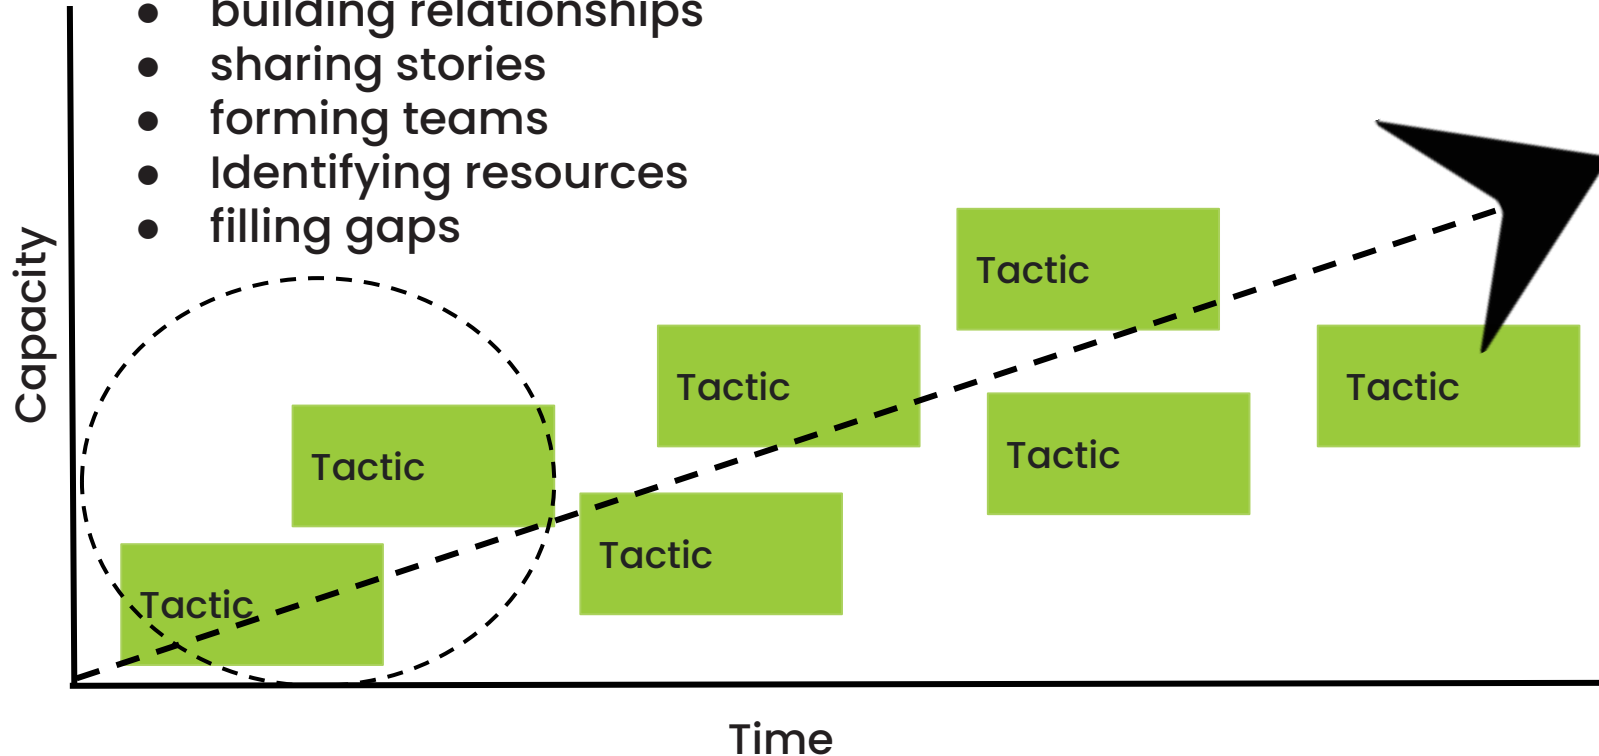 building relationships
sharing stories
forming teams
Identifying resources
filling gaps
Capacity
Tactic
Tactic
Tactic
Tactic
Tactic
Tactic
Tactic
Time